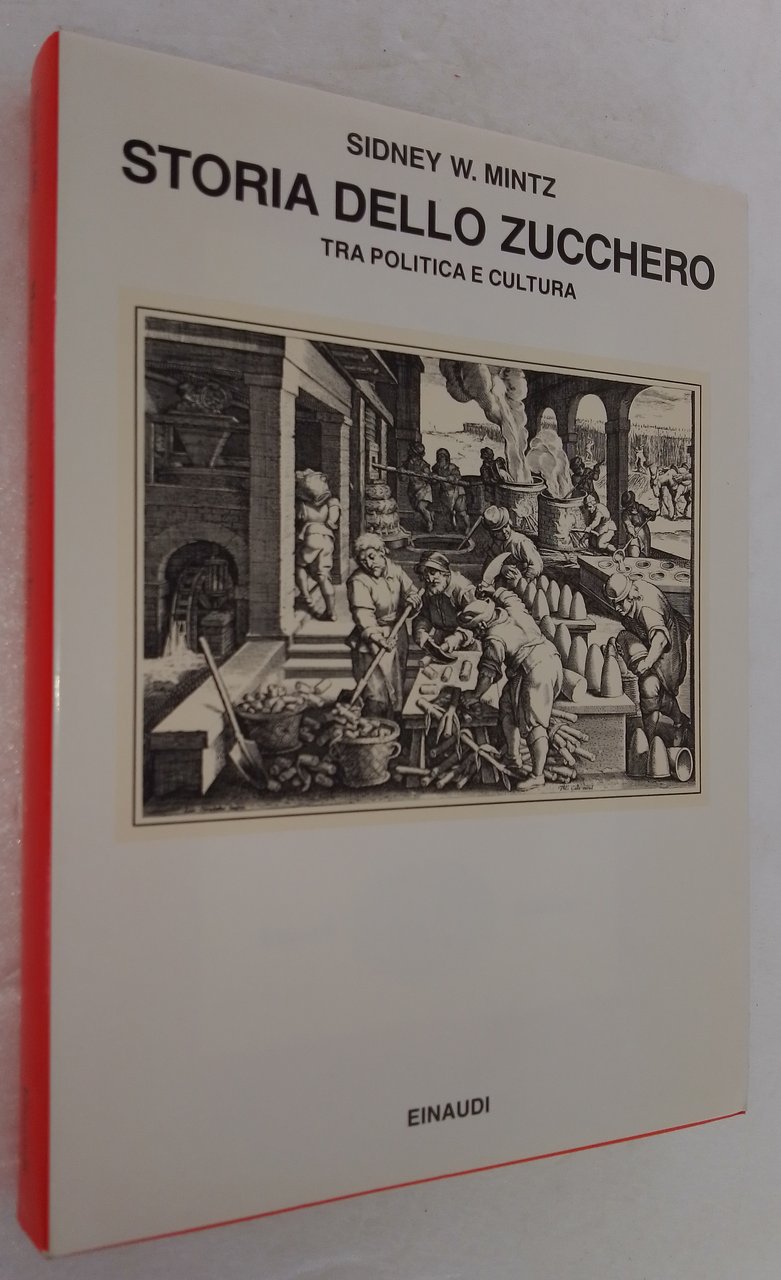 SIDNEY W. MINTZ
STORIA DELLO ZUCCHERO
TRA POLITICA E CULTURA
EINAUDI